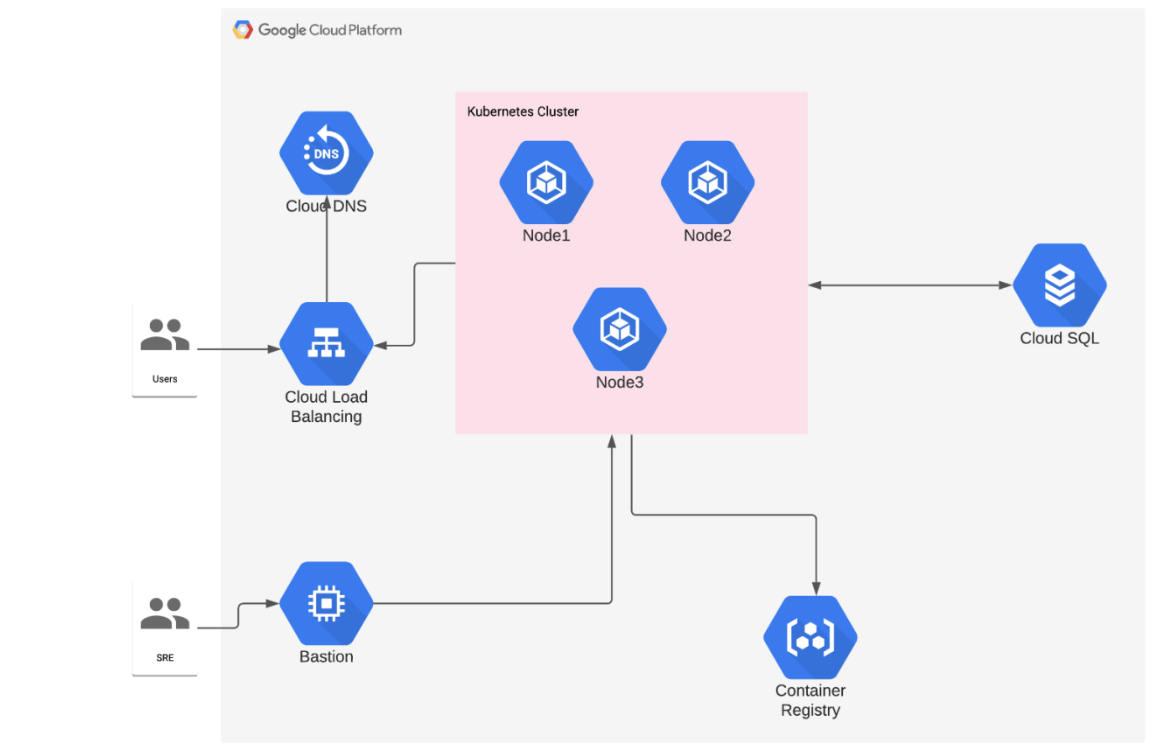 Google Cloud Platform
Kubernetes Cluster
DNS
Cloud DNS
Node1
Node2
Node3
Cloud SQL
Users
Cloud Load
Balancing
SRE
Bastion
Container
Registry